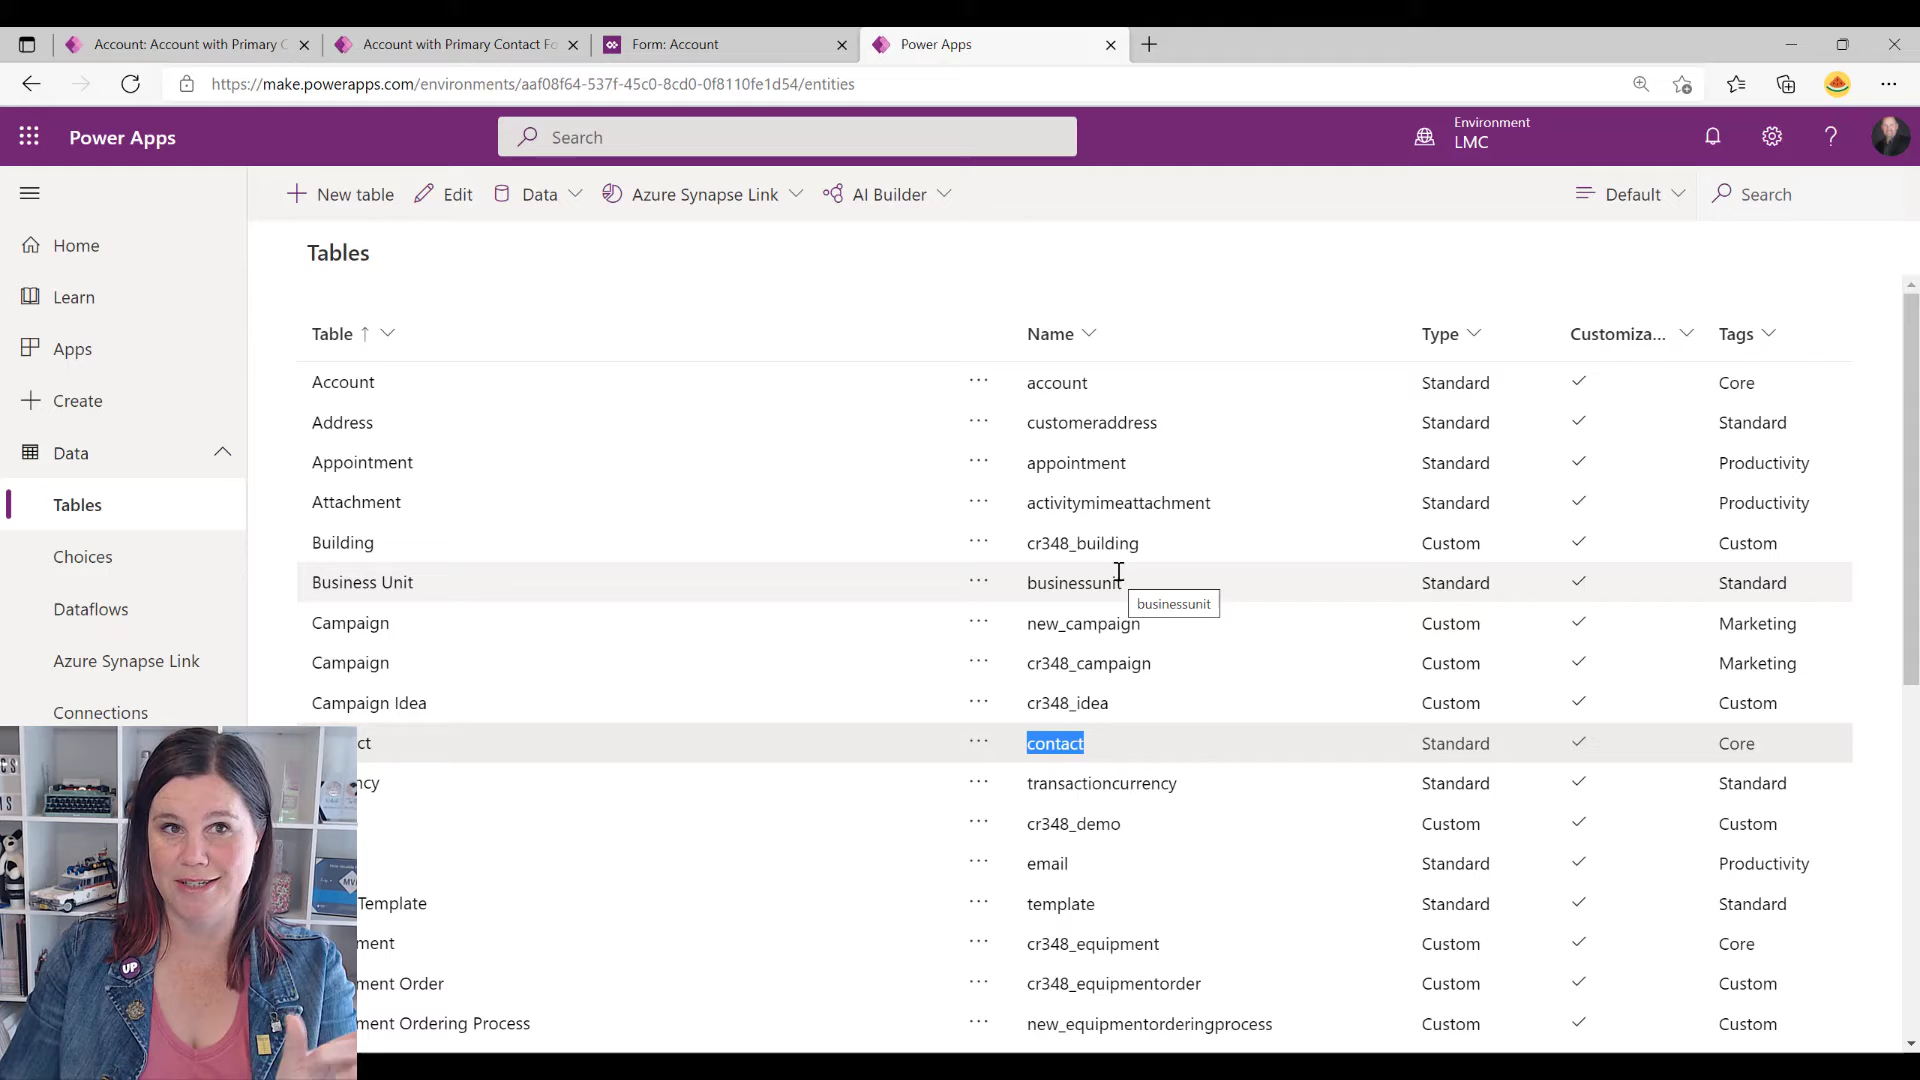 Account: Account with Primary C
Account with Primary Contact Fo
Form: Account
Power Apps
https://make.powerapps.com/environments/aaf08f64-537f-45c0-8cd0-0f8110fe1d54/entities
Power Apps
Search
Environment
LMC
New table
Edit
Data
Azure Synapse Link
AI Builder
Default
Search
Home
Learn
Apps
Create
Data
Tables
Choices
Dataflows
Azure Synapse Link
Connections
Tables
Table Name Type Customiza... Tags
Account account Standard Core
Address customeraddress Standard Standard
Appointment appointment Standard Productivity
Attachment activitymimeattachment Standard Productivity
Building cr348_building Custom Custom
Business Unit businessunit Standard Standard
businessunit
Campaign new_campaign Custom Marketing
Campaign cr348_campaign Custom Marketing
Campaign Idea cr348_idea Custom Custom
ct contact Standard Core
ncy transactioncurrency Standard Standard
cr348_demo Custom Custom
email Standard Productivity
Template template Standard Standard
ment cr348_equipment Custom Core
ment Order cr348_equipmentorder Custom Custom
ment Ordering Process new_equipmentorderingprocess Custom Custom
UP